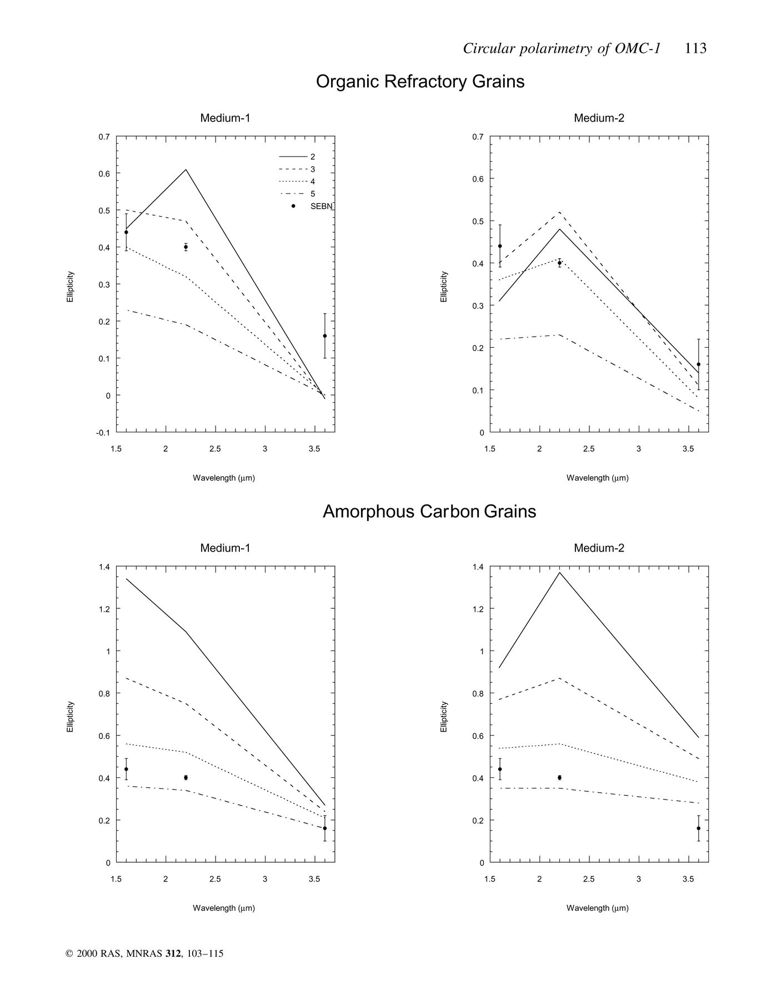 Circular polarimetry of OMC-1 113
Organic Refractory Grains
Medium-1
0.7
0.6
0.5
0.4
0.3
0.2
0.1
0
-0.1
1.5 2 2.5 3 3.5
Ellipticity
Wavelength (μm)
2
3
4
5
SEBN
Medium-2
0.7
0.6
0.5
0.4
0.3
0.2
0.1
0
1.5 2 2.5 3 3.5
Ellipticity
Wavelength (μm)
Amorphous Carbon Grains
Medium-1
1.4
1.2
1
0.8
0.6
0.4
0.2
0
1.5 2 2.5 3 3.5
Ellipticity
Wavelength (μm)
Medium-2
1.4
1.2
1
0.8
0.6
0.4
0.2
0
1.5 2 2.5 3 3.5
Ellipticity
Wavelength (μm)
© 2000 RAS, MNRAS 312, 103–115